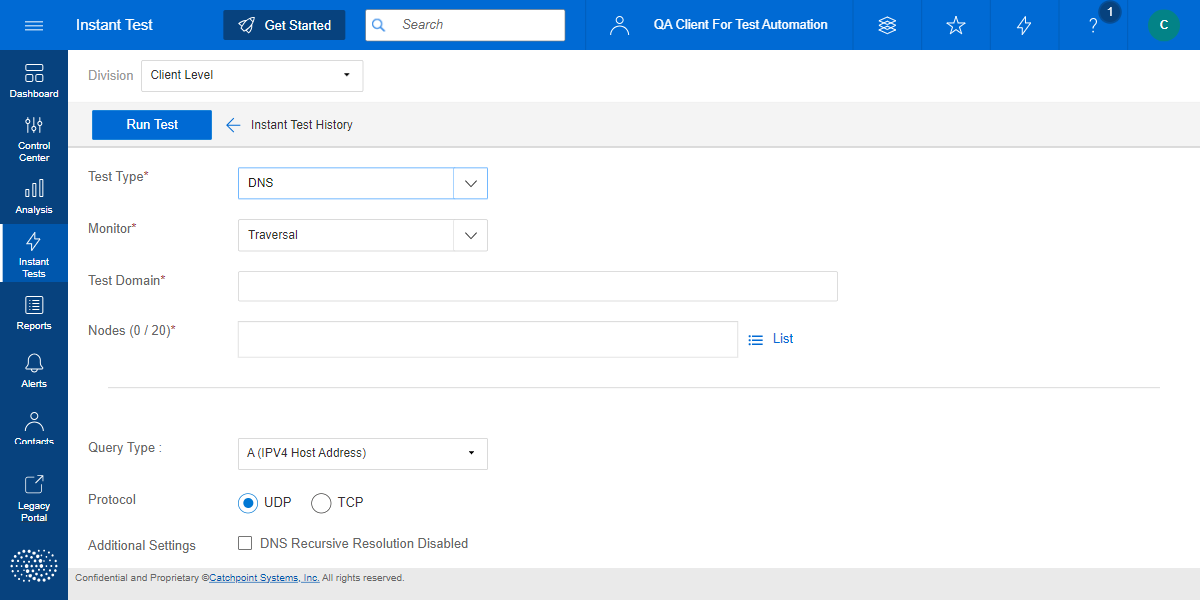 Instant Test
Get Started
Search
QA Client For Test Automation
?
1
C
Dashboard
Control
Center
Analysis
Instant
Tests
Reports
Alerts
Contacts
Legacy
Portal
Division
Client Level
Run Test
Instant Test History
Test Type*
DNS
Monitor*
Traversal
Test Domain*
Nodes (0 / 20)*
List
Query Type :
A (IPV4 Host Address)
Protocol
UDP
TCP
Additional Settings
DNS Recursive Resolution Disabled
Confidential and Proprietary ©Catchpoint Systems, Inc. All rights reserved.